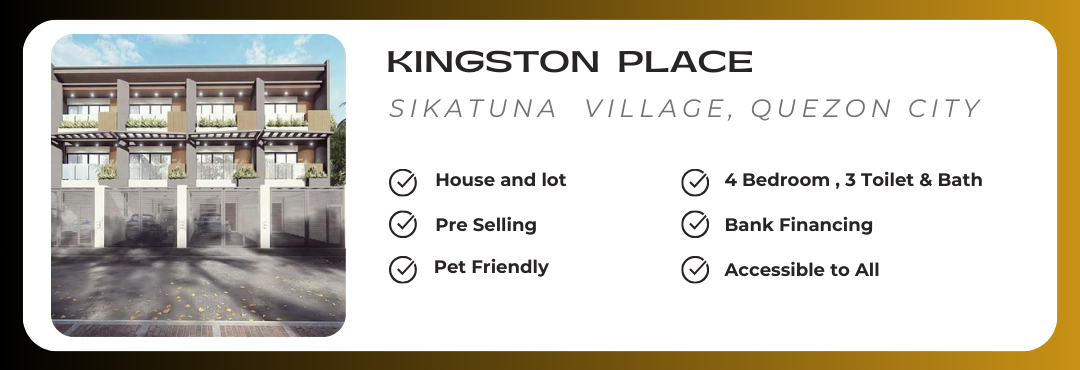 KINGSTON PLACE
SIKATUNA VILLAGE, QUEZON CITY
House and lot
4 Bedroom , 3 Toilet & Bath
Pre Selling
Bank Financing
Pet Friendly
Accessible to All